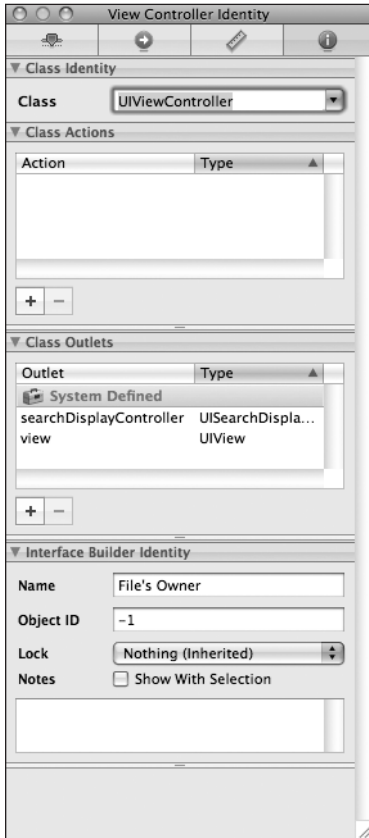 View Controller Identity
Class Identity
Class UIViewController
Class Actions
Action Type
+ −
Class Outlets
Outlet Type
System Defined
searchDisplayController UISearchDispla...
view UIView
+ −
Interface Builder Identity
Name File's Owner
Object ID -1
Lock Nothing (Inherited)
Notes Show With Selection